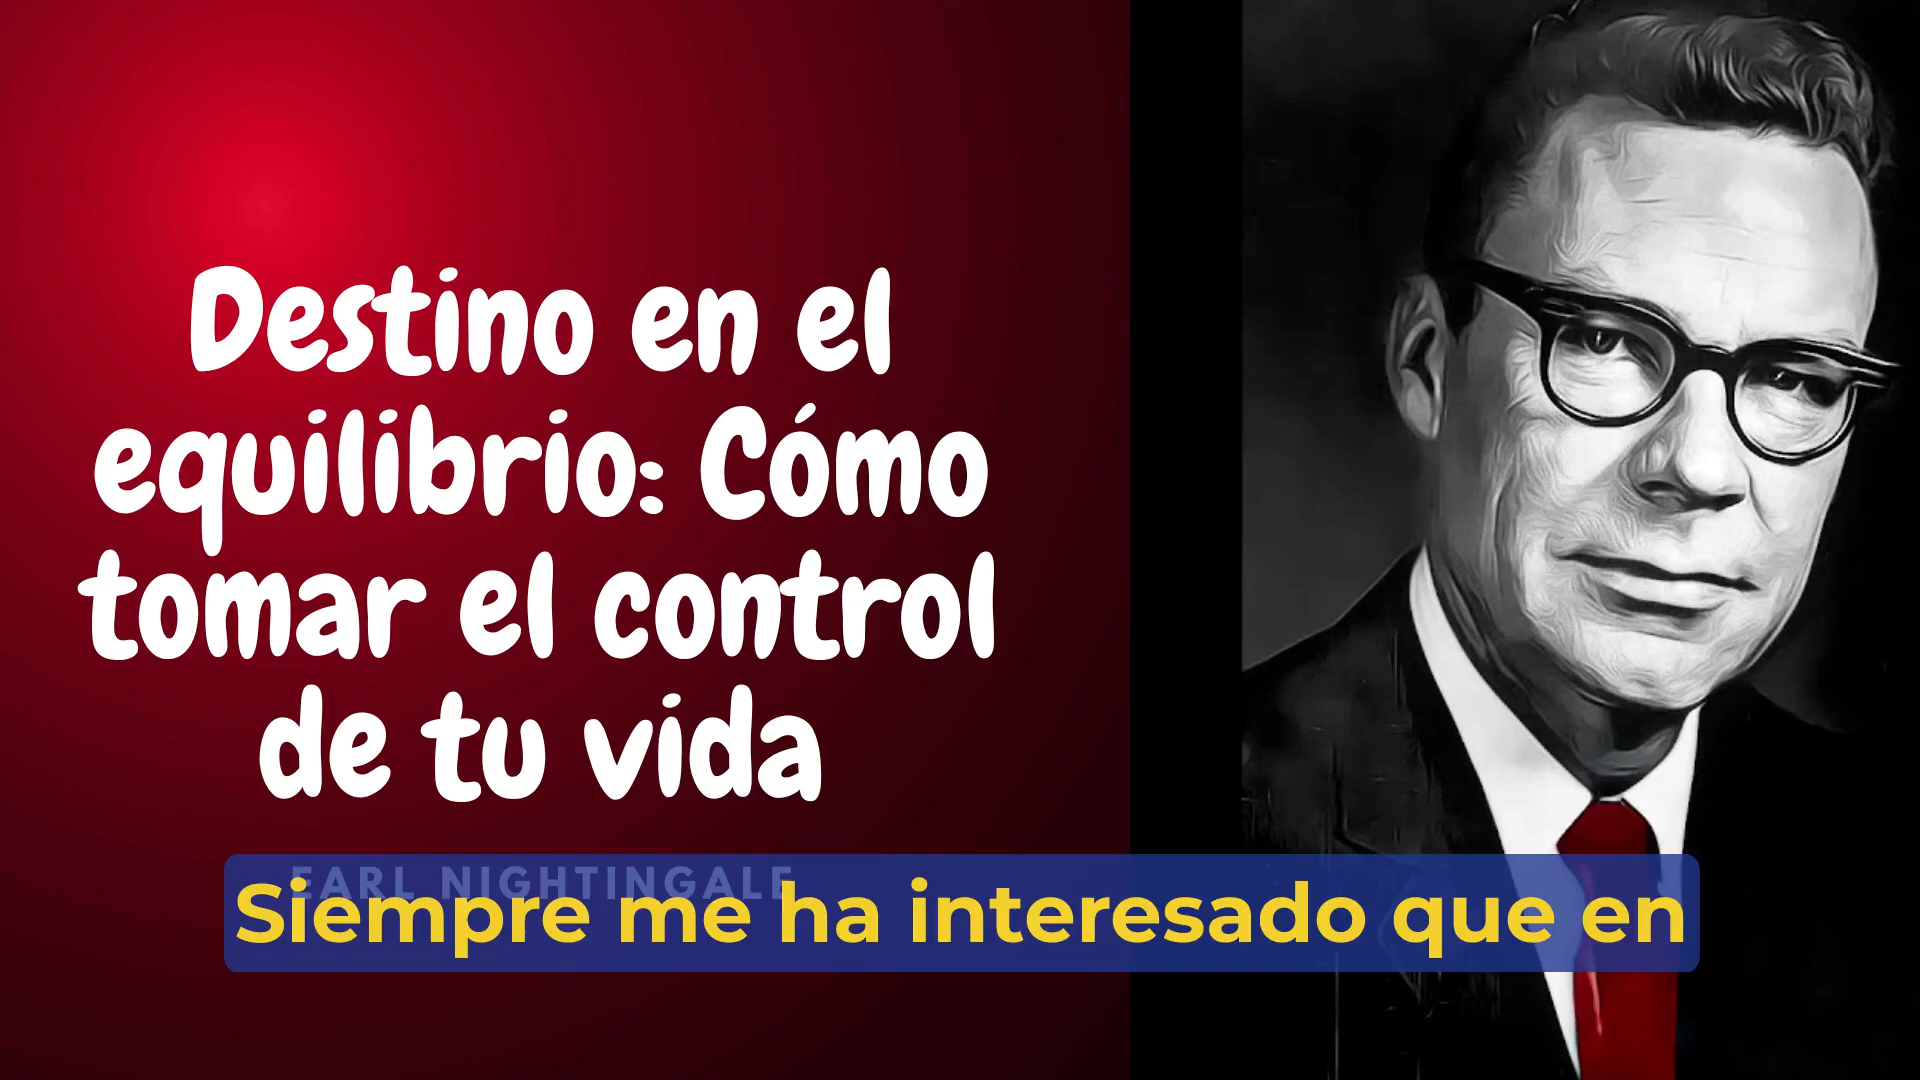 Destino en el
equilibrio: Cómo
tomar el control
de tu vida
EARL NIGHTINGALE
Siempre me ha interesado que en